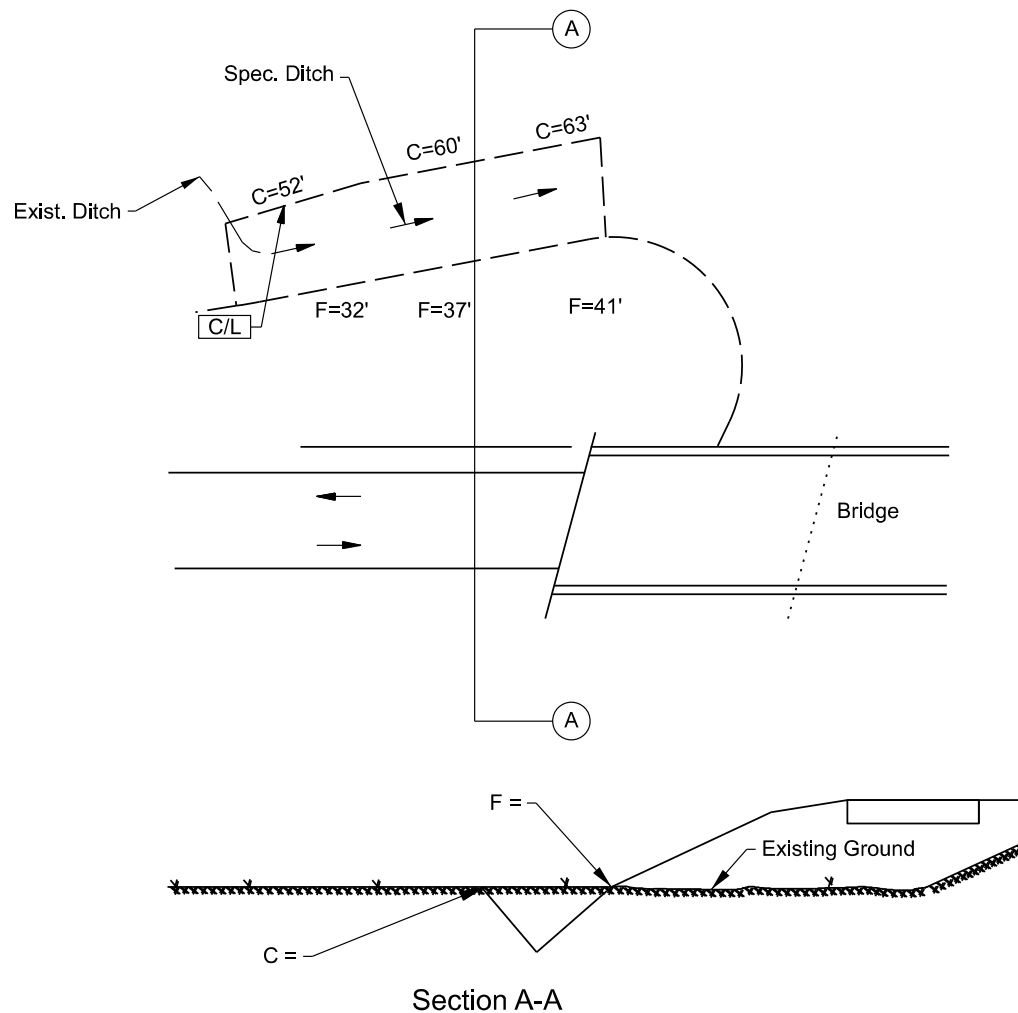 A
Spec. Ditch
C=63'
C=60'
C=52'
Exist. Ditch
F=32'
F=37'
F=41'
C/L
Bridge
A
F =
Existing Ground
C =
Section A-A